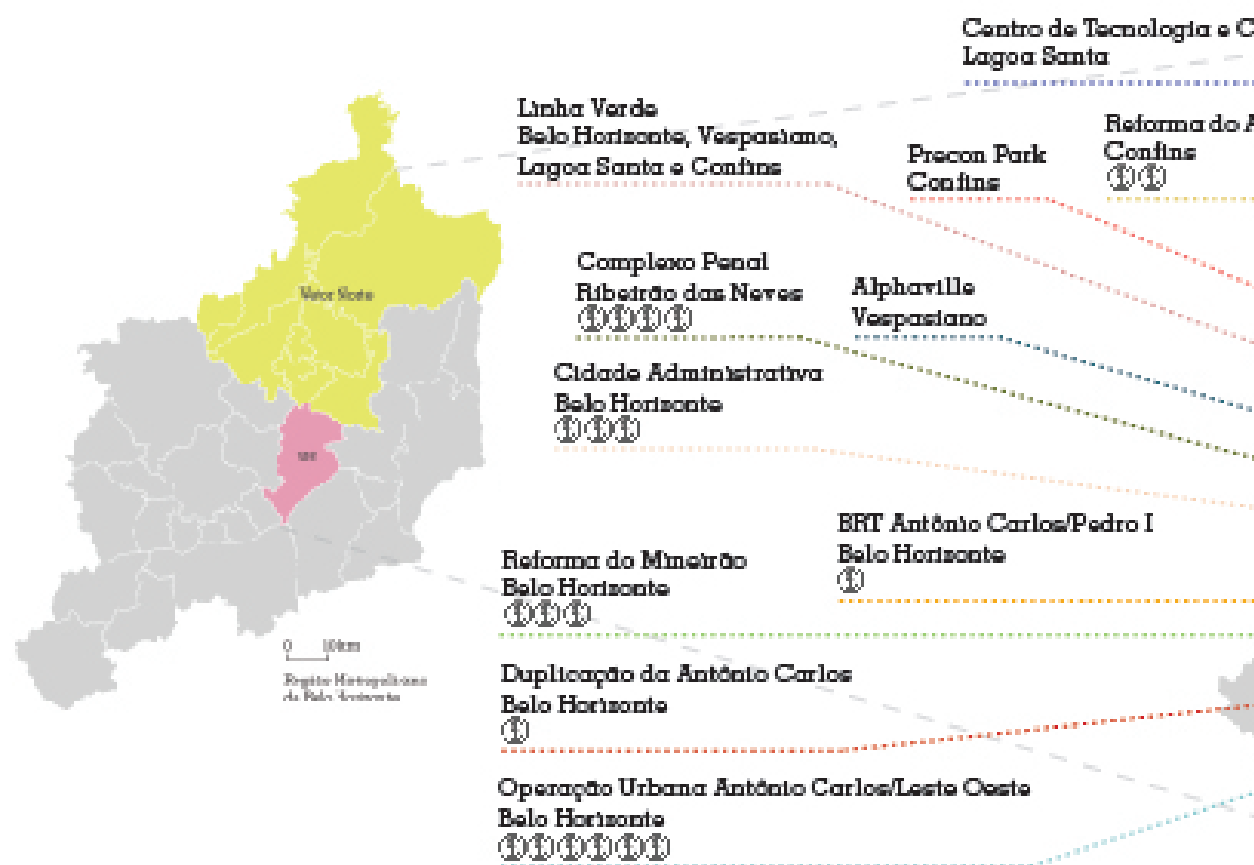 Centro de Tecnologia e C
Lagoa Santa
Linha Verde
Belo Horizonte, Vespasiano,
Lagoa Santa e Confins
Precon Park
Confins
Reforma do A
Confins
Complexo Penal
Ribeirão das Neves
Alphaville
Vespasiano
Vetor Norte
Cidade Administrativa
Belo Horizonte
BRT Antônio Carlos/Pedro I
Belo Horizonte
Reforma do Mineirão
Belo Horizonte
0 10km
Região Metropolitana
de Belo Horizonte
Duplicação da Antônio Carlos
Belo Horizonte
Operação Urbana Antônio Carlos/Leste Oeste
Belo Horizonte